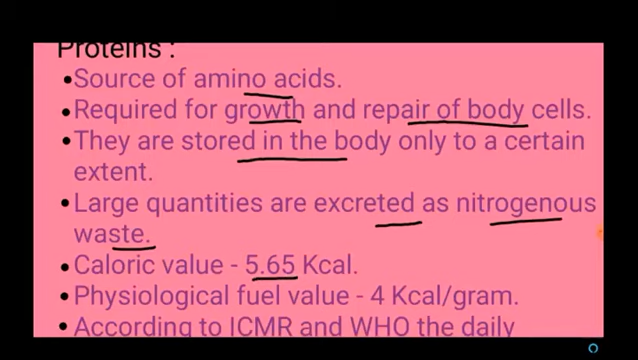 Proteins :
•Source of amino acids.
•Required for growth and repair of body cells.
•They are stored in the body only to a certain
extent.
•Large quantities are excreted as nitrogenous
waste.
•Caloric value - 5.65 Kcal.
•Physiological fuel value - 4 Kcal/gram.
•According to ICMR and WHO the daily